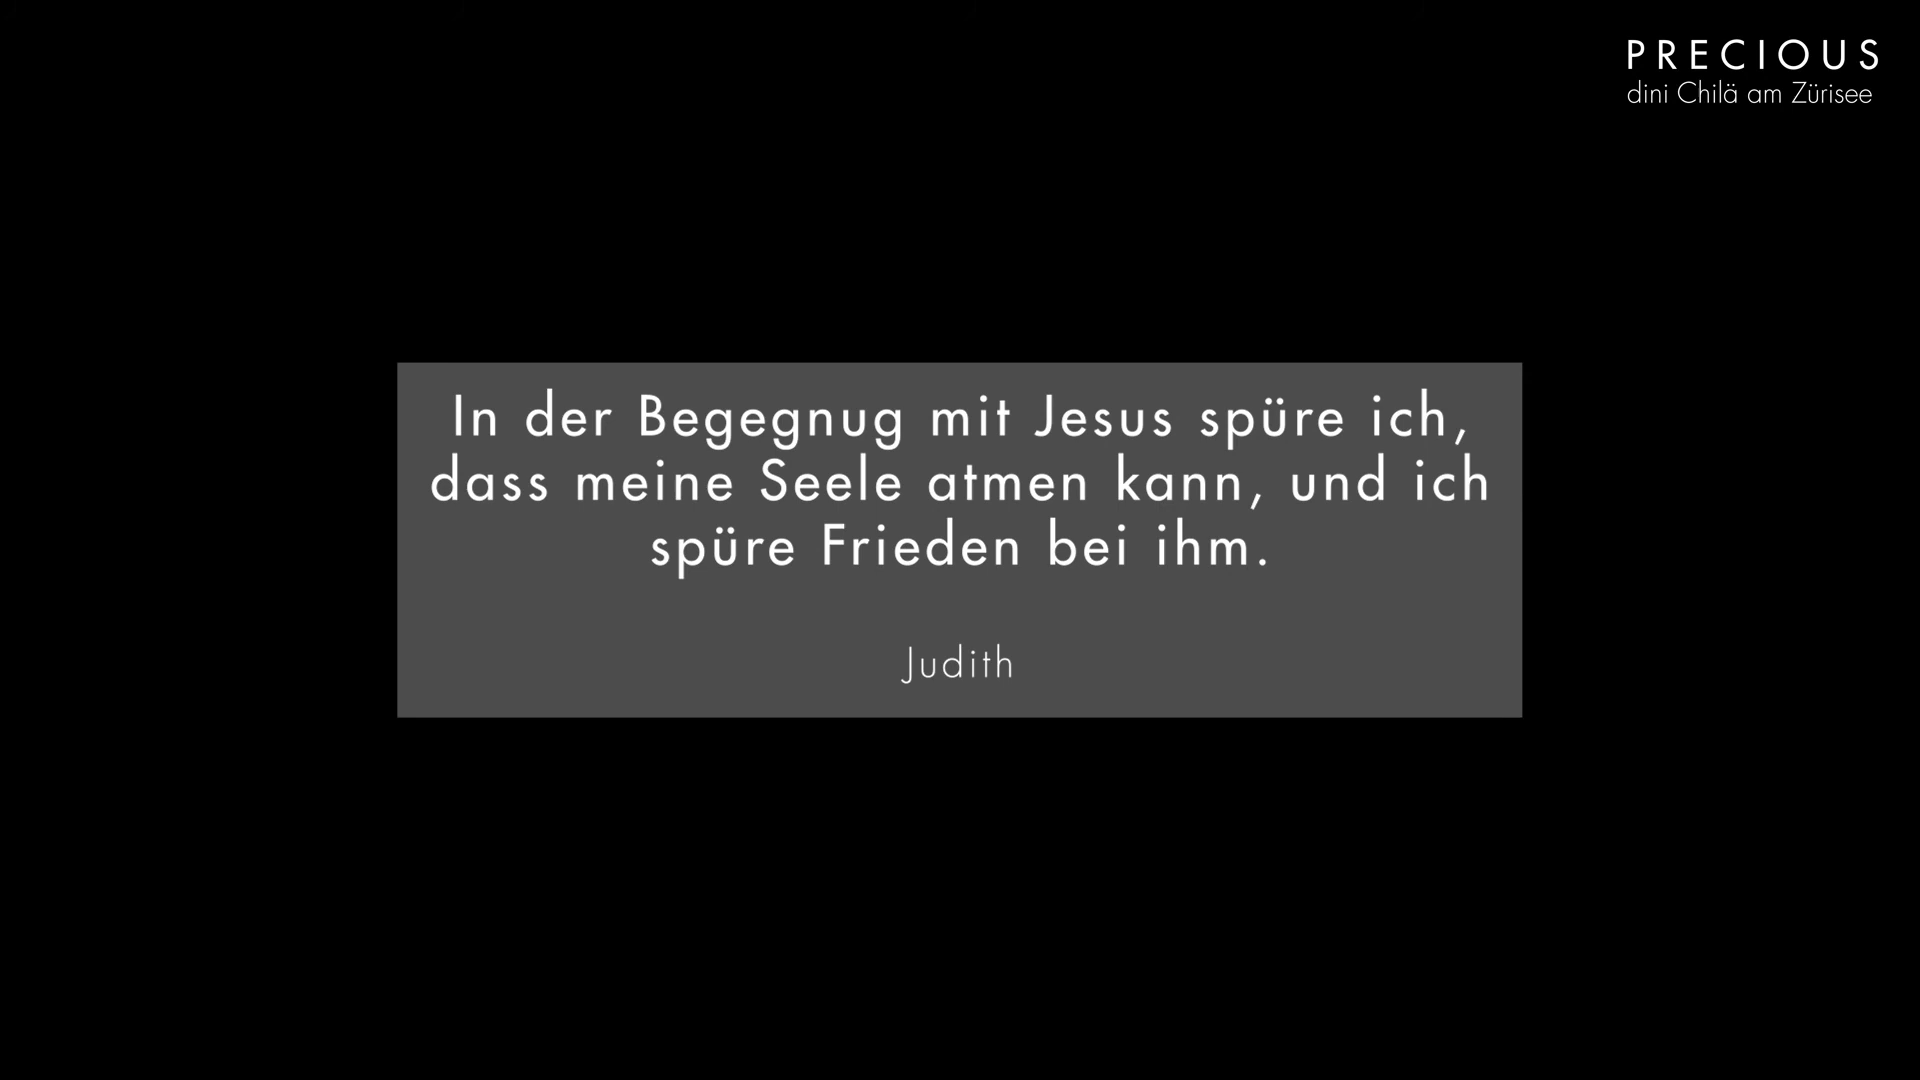 PRECIOUS
dini Chilä am Zürisee
In der Begegnug mit Jesus spüre ich,
dass meine Seele atmen kann, und ich
spüre Frieden bei ihm.
Judith